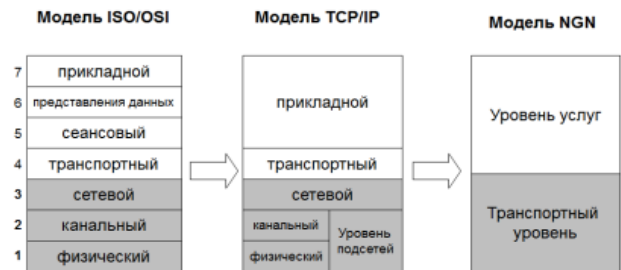 Модель ISO/OSI
Модель TCP/IP
Модель NGN
7 прикладной
6 представления данных
5 сеансовый
4 транспортный
3 сетевой
2 канальный
1 физический
прикладной
транспортный
сетевой
канальный
физический
Уровень
подсетей
Уровень услуг
Транспортный
уровень